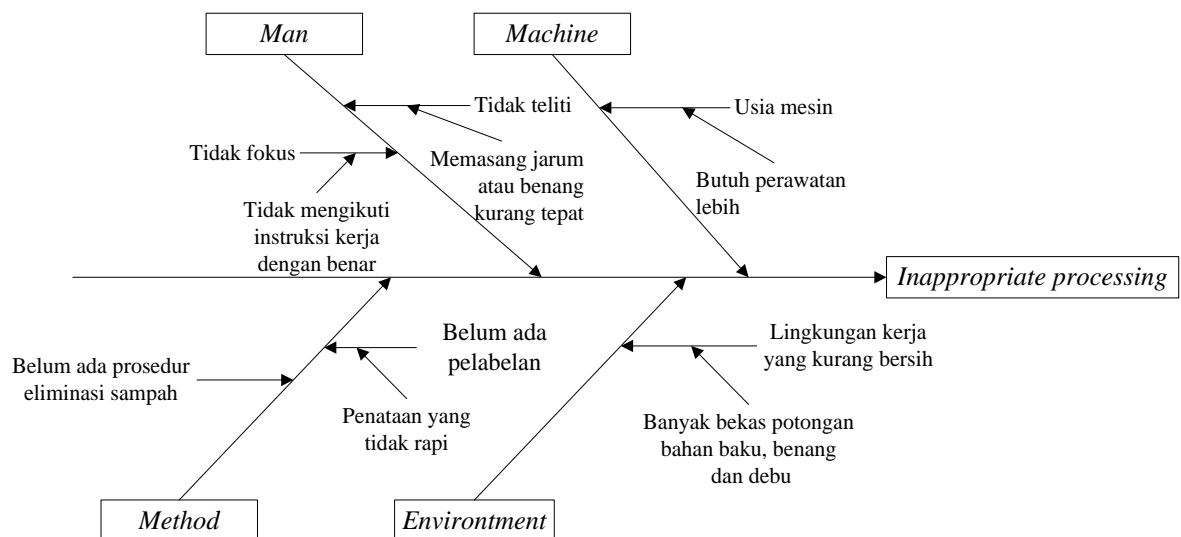 Man
Machine
Tidak teliti
Usia mesin
Tidak fokus
Memasang jarum
atau benang
kurang tepat
Butuh perawatan
lebih
Tidak mengikuti
instruksi kerja
dengan benar
Inappropriate processing
Belum ada
pelabelan
Lingkungan kerja
yang kurang bersih
Belum ada prosedur
eliminasi sampah
Penataan yang
tidak rapi
Banyak bekas potongan
bahan baku, benang
dan debu
Method
Environtment